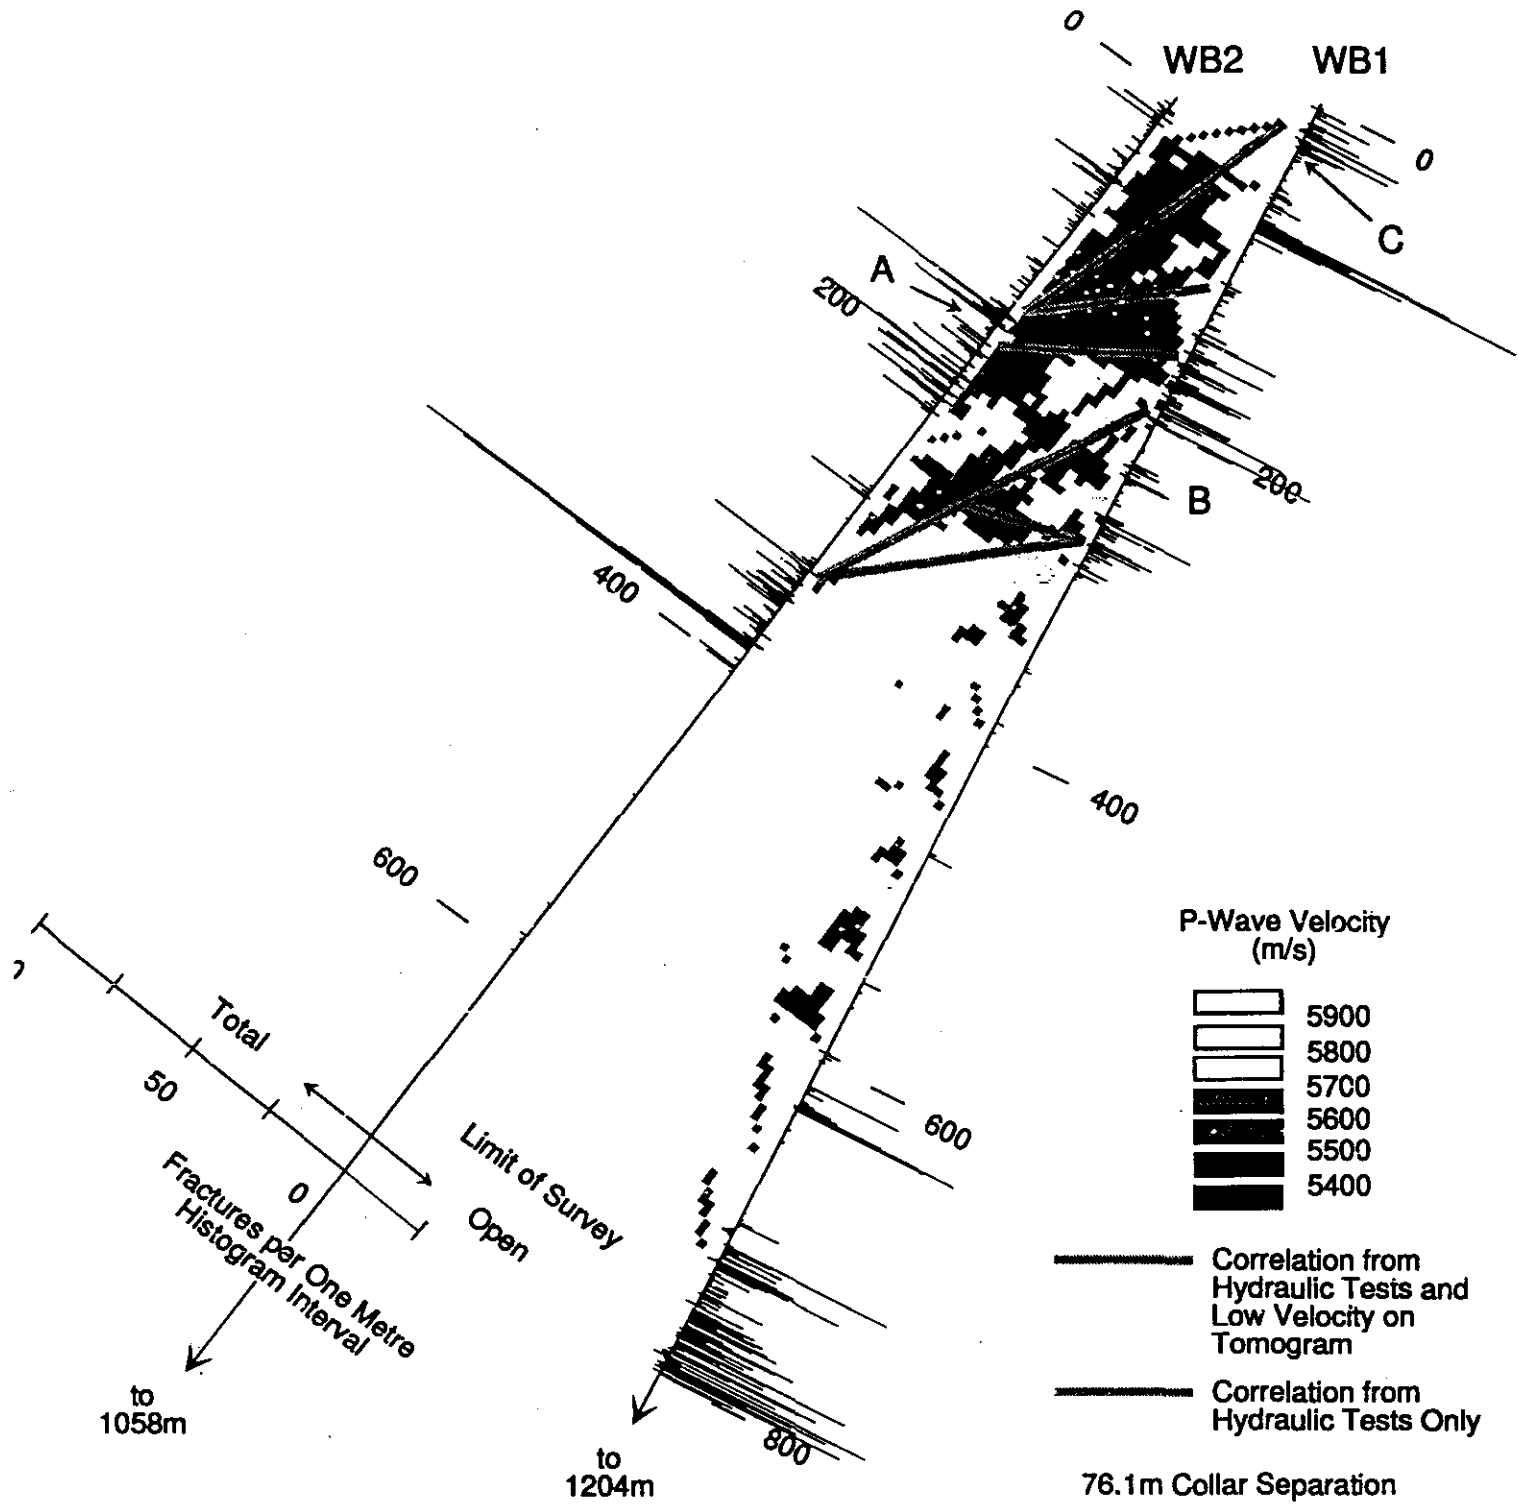 0
WB2
WB1
0
C
A
200
200
B
400
400
600
600
Total
50
0
Limit of Survey
Open
Fractures per One Metre
Histogram Interval
P-Wave Velocity
(m/s)
5900
5800
5700
5600
5500
5400
Correlation from
Hydraulic Tests and
Low Velocity on
Tomogram
Correlation from
Hydraulic Tests Only
76.1m Collar Separation
to
1058m
to
1204m
800